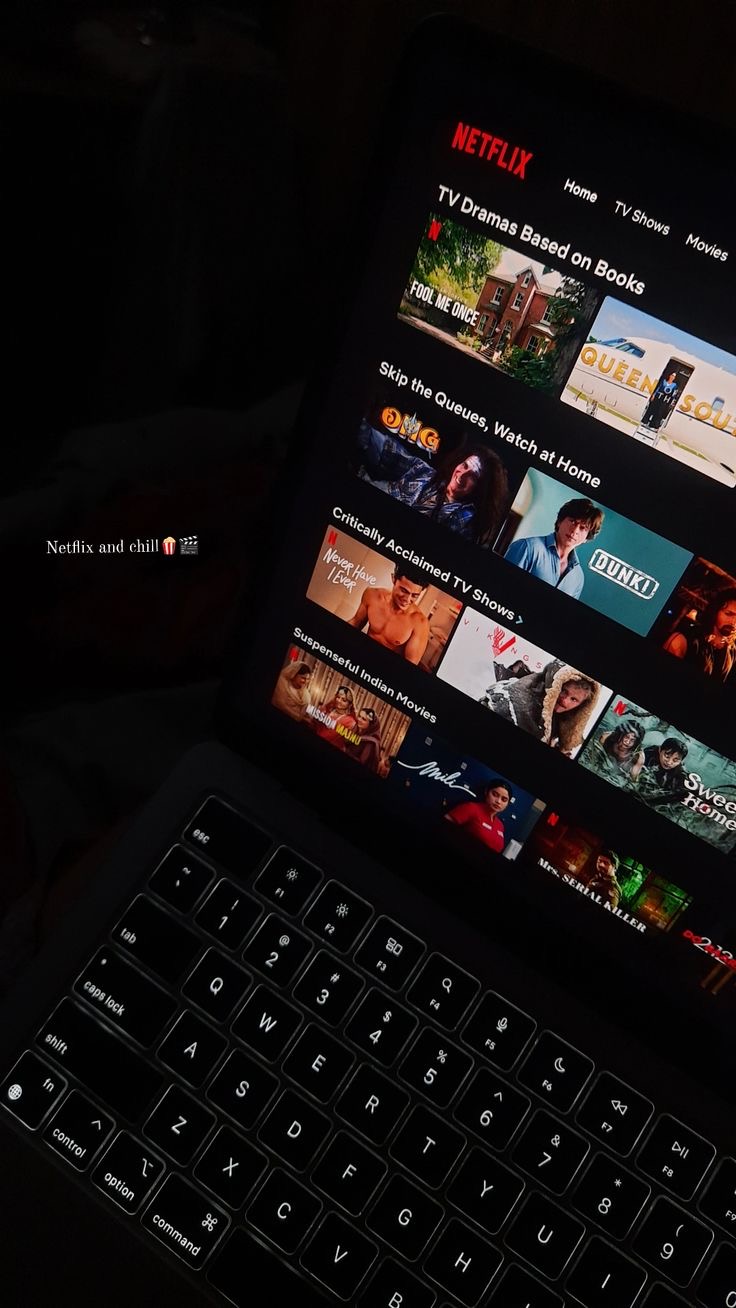 NETFLIX
Home TV Shows Movies
TV Dramas Based on Books
FOOL ME ONCE
QUEEN OF THE SOU
Skip the Queues, Watch at Home
OMG
DUNKI
Netflix and chill🍿🎬
Critically Acclaimed TV Shows >
Never Have
I Ever
VIKINGS
Sweet
Home
Suspenseful Indian Movies
MISSION MAJNU
Mili
Mrs. SERIAL KILLER
esc
F1 F2 F3 F4 F5 F6 F7 F8 F9
~ `
! 1 @ 2 # 3 $ 4 % 5 ^ 6 & 7 * 8 ( 9
tab Q W E R T Y U I
caps lock A S D F G H
shift Z X C V B
fn control ^ option ⌥ command ⌘